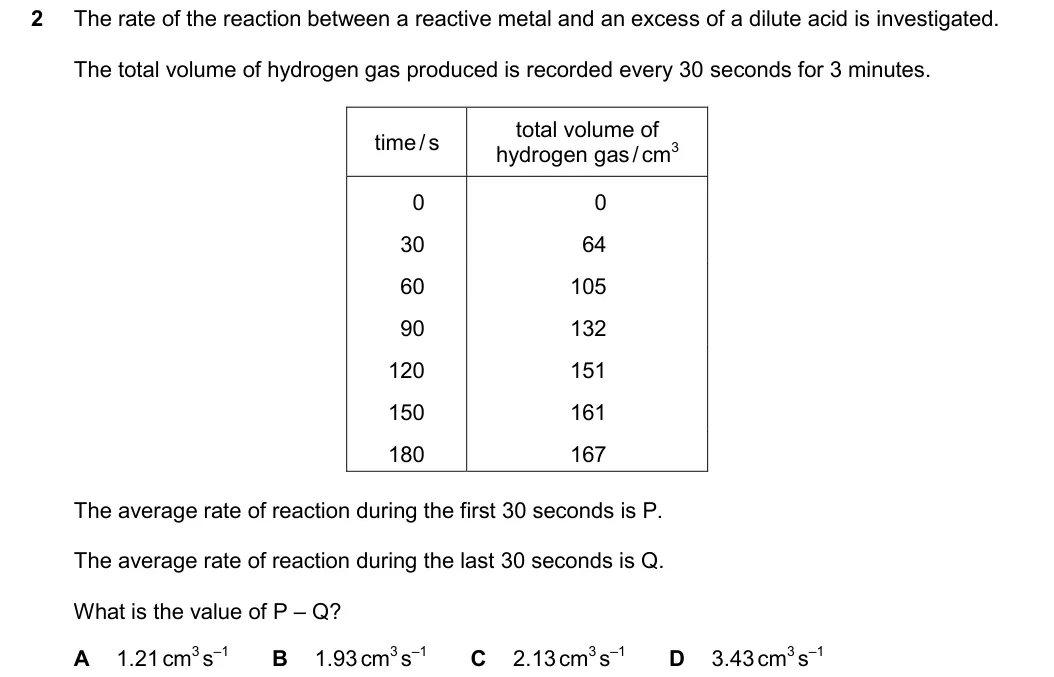 2 The rate of the reaction between a reactive metal and an excess of a dilute acid is investigated.
The total volume of hydrogen gas produced is recorded every 30 seconds for 3 minutes.
time / s total volume of hydrogen gas / cm³
0 0
30 64
60 105
90 132
120 151
150 161
180 167
The average rate of reaction during the first 30 seconds is P.
The average rate of reaction during the last 30 seconds is Q.
What is the value of P – Q?
A 1.21 cm³ s⁻¹ B 1.93 cm³ s⁻¹ C 2.13 cm³ s⁻¹ D 3.43 cm³ s⁻¹